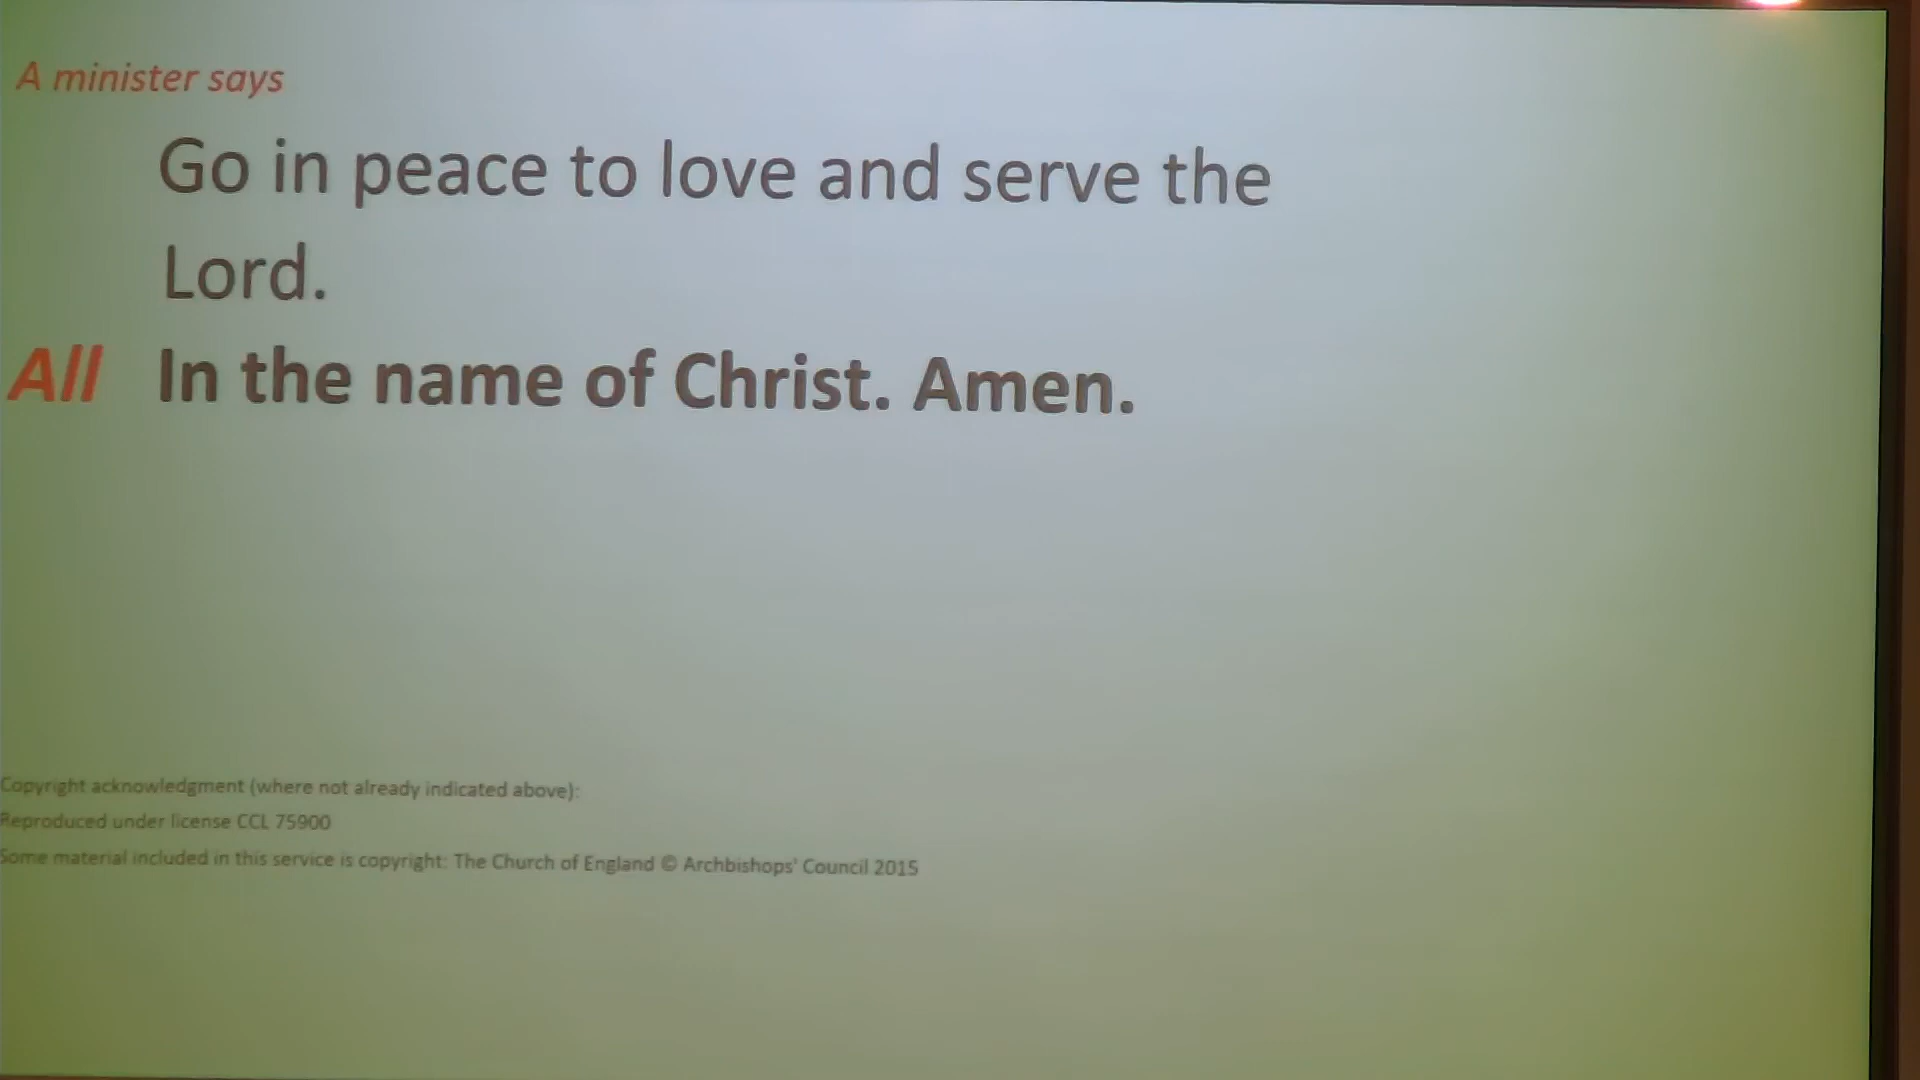 A minister says
Go in peace to love and serve the
Lord.
All In the name of Christ. Amen.
Copyright acknowledgment (where not already indicated above):
Reproduced under license CCL 75900
Some material included in this service is copyright: The Church of England © Archbishops' Council 2015